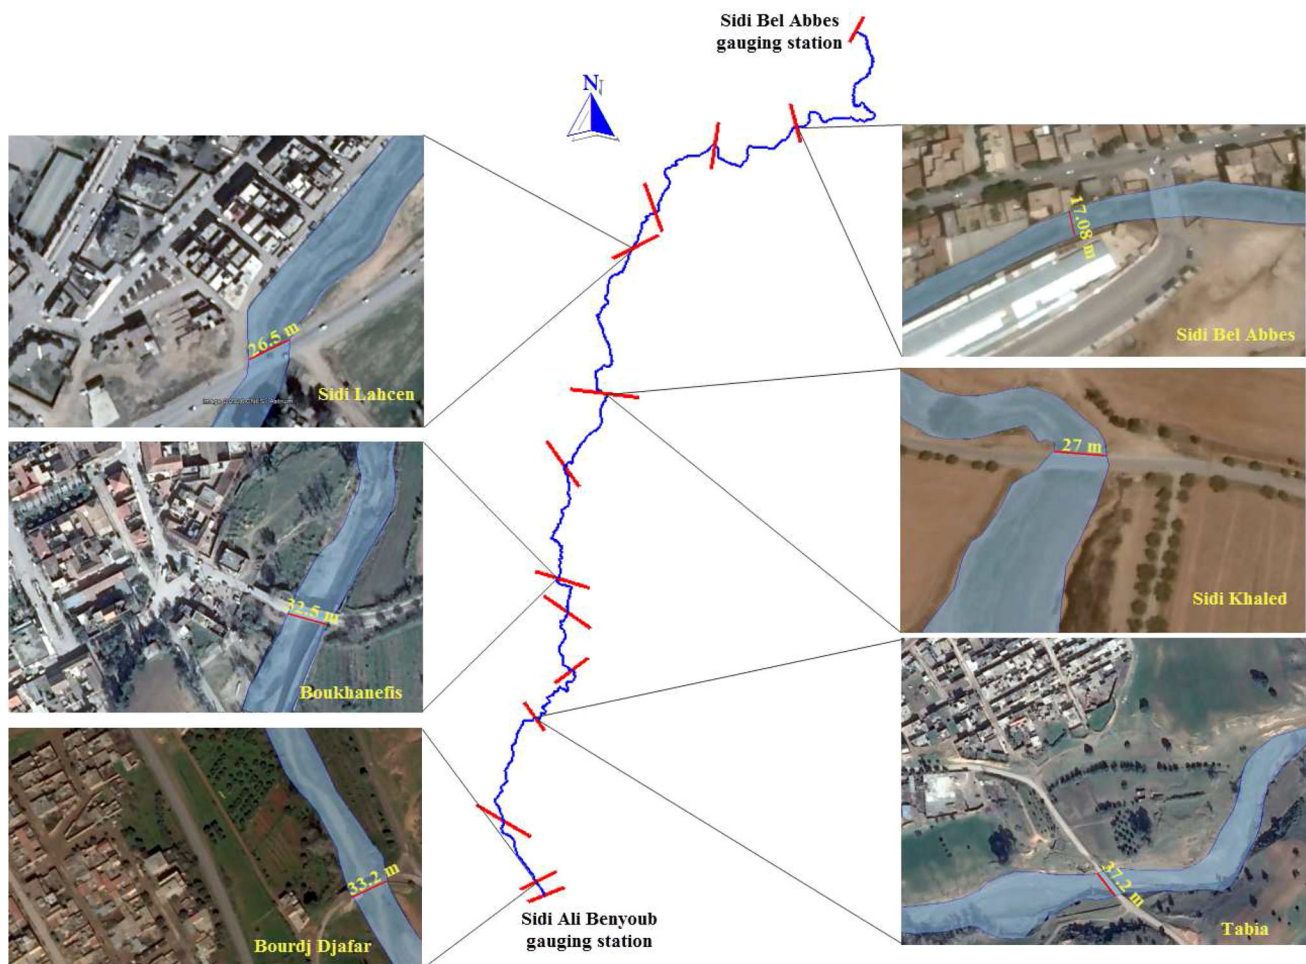 Sidi Bel Abbes
gauging station
N
26.5 m
Sidi Lahcen
17.08 m
Sidi Bel Abbes
27 m
Sidi Khaled
32.5 m
Boukhanefis
37.2 m
Tabia
33.2 m
Bourdj Djafar
Sidi Ali Benyoub
gauging station